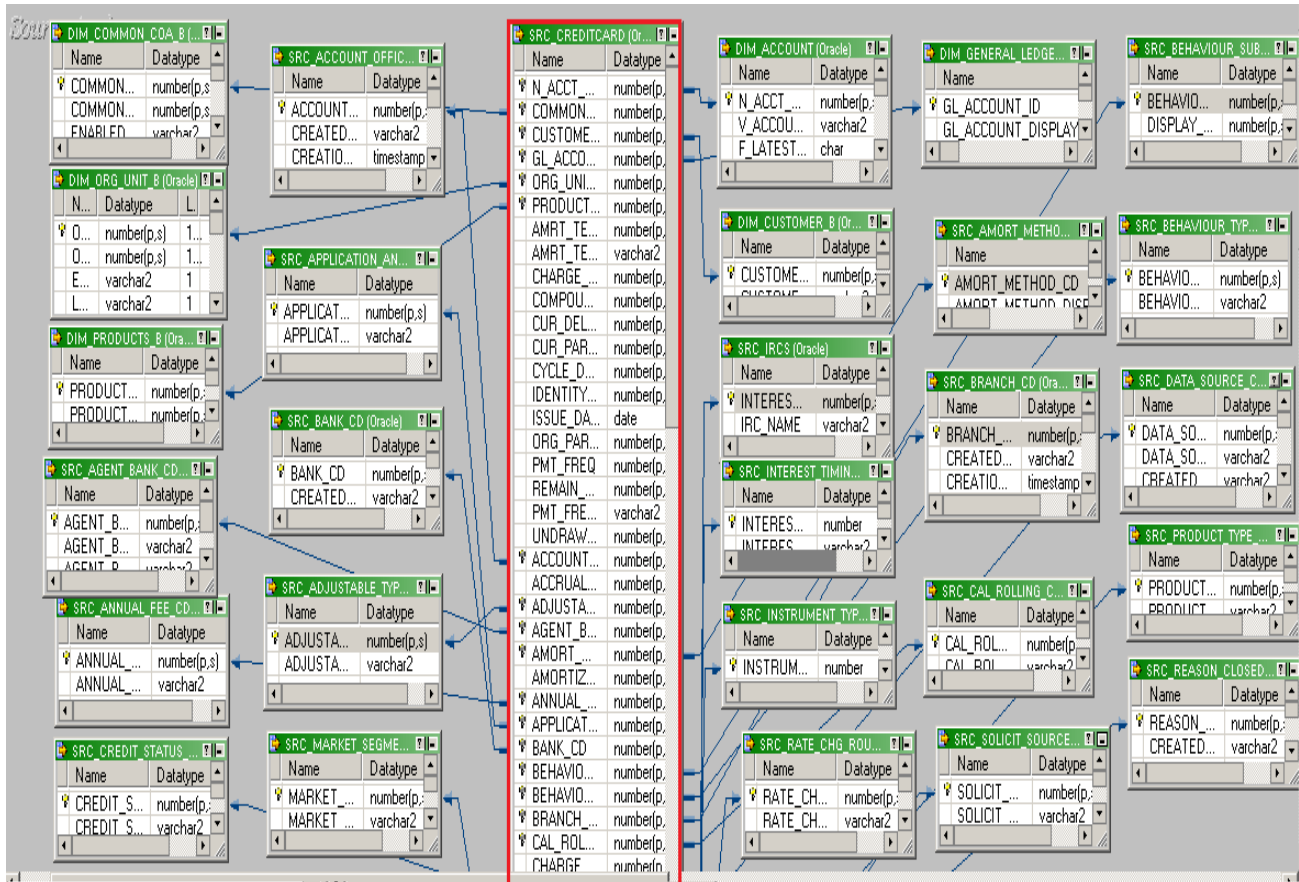 DIM_COMMON_COA_B (...
Name Datatype
COMMON... number(p,s
COMMON... number(p,s
ENABLED varchar2
DIM_ORG_UNIT_B (Oracle)
N... Datatype L.
O... number(p,s) 1...
O... number(p,s) 1...
E... varchar2 1
L... varchar2 1
DIM_PRODUCTS_B (Ora...
Name Datatype
PRODUCT... number(p,
PRODUCT... number(p,
SRC_AGENT_BANK_CD...
Name Datatype
AGENT_B... number(p,
AGENT_B... varchar2
AGENT_B varchar2
SRC_ANNUAL_FEE_CD...
Name Datatype
ANNUAL_... number(p,s)
ANNUAL_... varchar2
SRC_CREDIT_STATUS_...
Name Datatype
CREDIT_S... number(p,
CREDIT_S... varchar2
SRC_ACCOUNT_OFFIC...
Name Datatype
ACCOUNT... number(p,
CREATED... varchar2
CREATIO... timestamp
SRC_APPLICATION_AN...
Name Datatype
APPLICAT... number(p,s)
APPLICAT... varchar2
SRC_BANK_CD (Oracle)
Name Datatype
BANK_CD number(p,
CREATED... varchar2
SRC_ADJUSTABLE_TYP...
Name Datatype
ADJUSTA... number(p,s)
ADJUSTA... varchar2
SRC_MARKET_SEGME...
Name Datatype
MARKET_... number(p,
MARKET_... varchar2
SRC_CREDITCARD (Or...
Name Datatype
N_ACCT_... number(p,
COMMON... number(p,
CUSTOME... number(p,
GL_ACCO... number(p,
ORG_UNI... number(p,
PRODUCT... number(p,
AMRT_TE... number(p,
AMRT_TE... varchar2
CHARGE_... number(p,
COMPOU... number(p,
CUR_DEL... number(p,
CUR_PAR... number(p,
CYCLE_D... number(p,
IDENTITY... number(p,
ISSUE_DA... date
ORG_PAR... number(p,
PMT_FREQ number(p,
REMAIN_... number(p,
PMT_FRE... varchar2
UNDRAW... number(p,
ACCOUNT... number(p,
ACCRUAL... number(p,
ADJUSTA... number(p,
AGENT_B... number(p,
AMORT_... number(p,
AMORTIZ... number(p,
ANNUAL_... number(p,
APPLICAT... number(p,
BANK_CD number(p,
BEHAVIO... number(p,
BEHAVIO... number(p,
BRANCH_... number(p,
CAL_ROL... number(p,
CHARGE number(p
DIM_ACCOUNT (Oracle)
Name Datatype
N_ACCT_... number(p,
V_ACCOU... varchar2
F_LATEST... char
DIM_CUSTOMER_B (Or...
Name Datatype
CUSTOME... number(p,
SRC_IRCS (Oracle)
Name Datatype
INTERES... number(p,
IRC_NAME varchar2
SRC_INTEREST_TIMIN...
Name Datatype
INTERES... number
INTERES varchar2
SRC_INSTRUMENT_TYP...
Name Datatype
INSTRUM... number
SRC_RATE_CHG_ROU...
Name Datatype
RATE_CH... number(p,
RATE_CH... varchar2
DIM_GENERAL_LEDGE...
Name
GL_ACCOUNT_ID
GL_ACCOUNT_DISPLAY
SRC_AMORT_METHO...
Name
AMORT_METHOD_CD
AMORT_METHOD_DISP
SRC_BRANCH_CD (Ora...
Name Datatype
BRANCH_... number(p,
CREATED... varchar2
CREATIO... timestamp
SRC_CAL_ROLLING_C...
Name Datatype
CAL_ROL... number(p
CAL_ROL varchar2
SRC_SOLICIT_SOURCE...
Name Datatype
SOLICIT_... number(p,
SOLICIT_... varchar2
SRC_BEHAVIOUR_SUB...
Name Datatype
BEHAVIO... number(p,
DISPLAY_... number(p,
SRC_BEHAVIOUR_TYP...
Name Datatype
BEHAVIO... number(p,s)
BEHAVIO... varchar2
SRC_DATA_SOURCE_C...
Name Datatype
DATA_SO... number(p,
DATA_SO... varchar2
CREATED varchar2
SRC_PRODUCT_TYPE_...
Name Datatype
PRODUCT... number(p,
PRODUCT varchar2
SRC_REASON_CLOSED...
Name Datatype
REASON_... number(p,
CREATED... varchar2